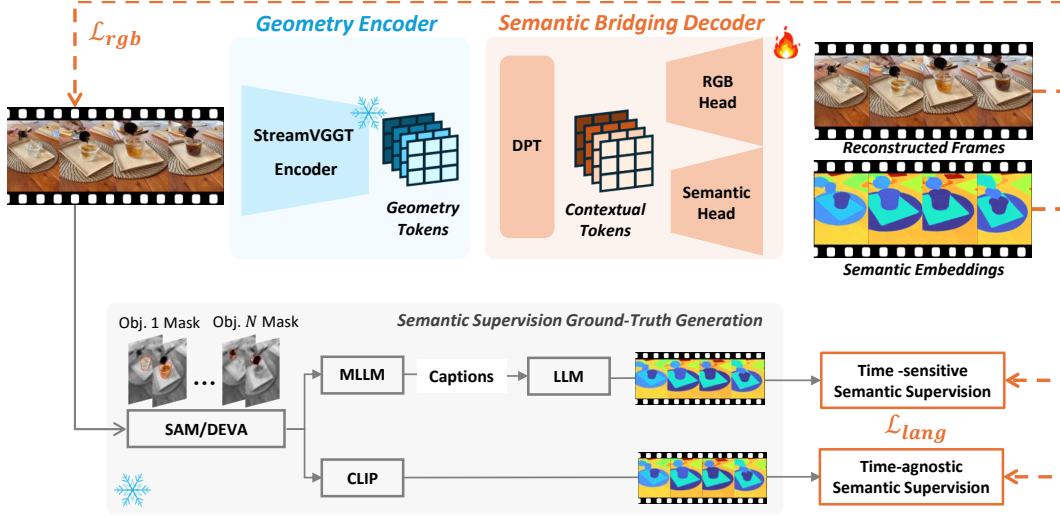 ℒ_rgb
Geometry Encoder
Semantic Bridging Decoder
StreamVGGT
Encoder
Geometry
Tokens
DPT
Contextual
Tokens
RGB
Head
Semantic
Head
Reconstructed Frames
Semantic Embeddings
Obj. 1 Mask
Obj. N Mask
Semantic Supervision Ground-Truth Generation
...
SAM/DEVA
MLLM
Captions
LLM
CLIP
Time -sensitive
Semantic Supervision
ℒ_lang
Time-agnostic
Semantic Supervision